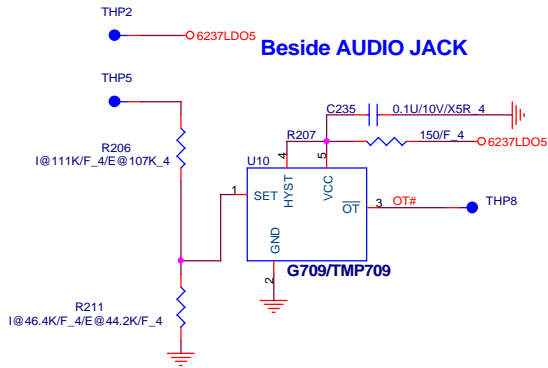 THP2
6237LDO5
Beside AUDIO JACK
THP5
C235
0.1U/10V/X5R_4
R206
I@111K/F_4/E@107K_4
R207
150/F_4
6237LDO5
U10
4
5
1
SET
HYST
VCC
OT
3
OT#
THP8
GND
2
G709/TMP709
R211
I@46.4K/F_4/E@44.2K/F_4